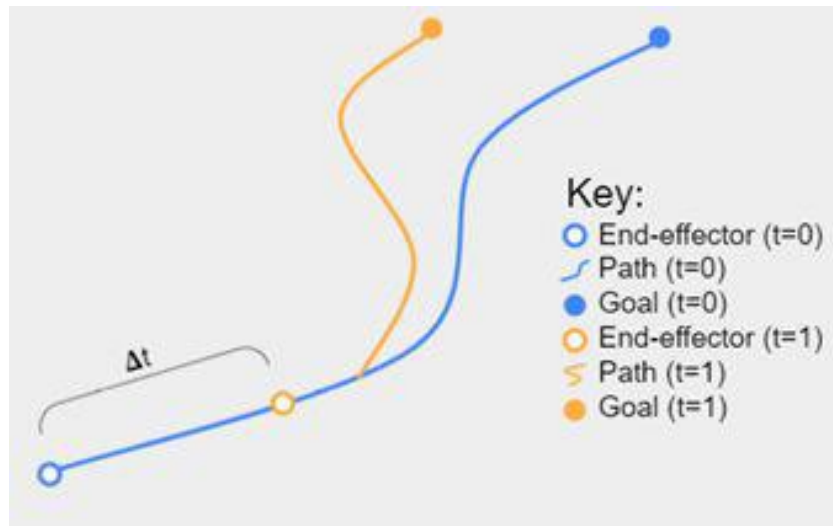 Δt
Key:
End-effector (t=0)
Path (t=0)
Goal (t=0)
End-effector (t=1)
Path (t=1)
Goal (t=1)